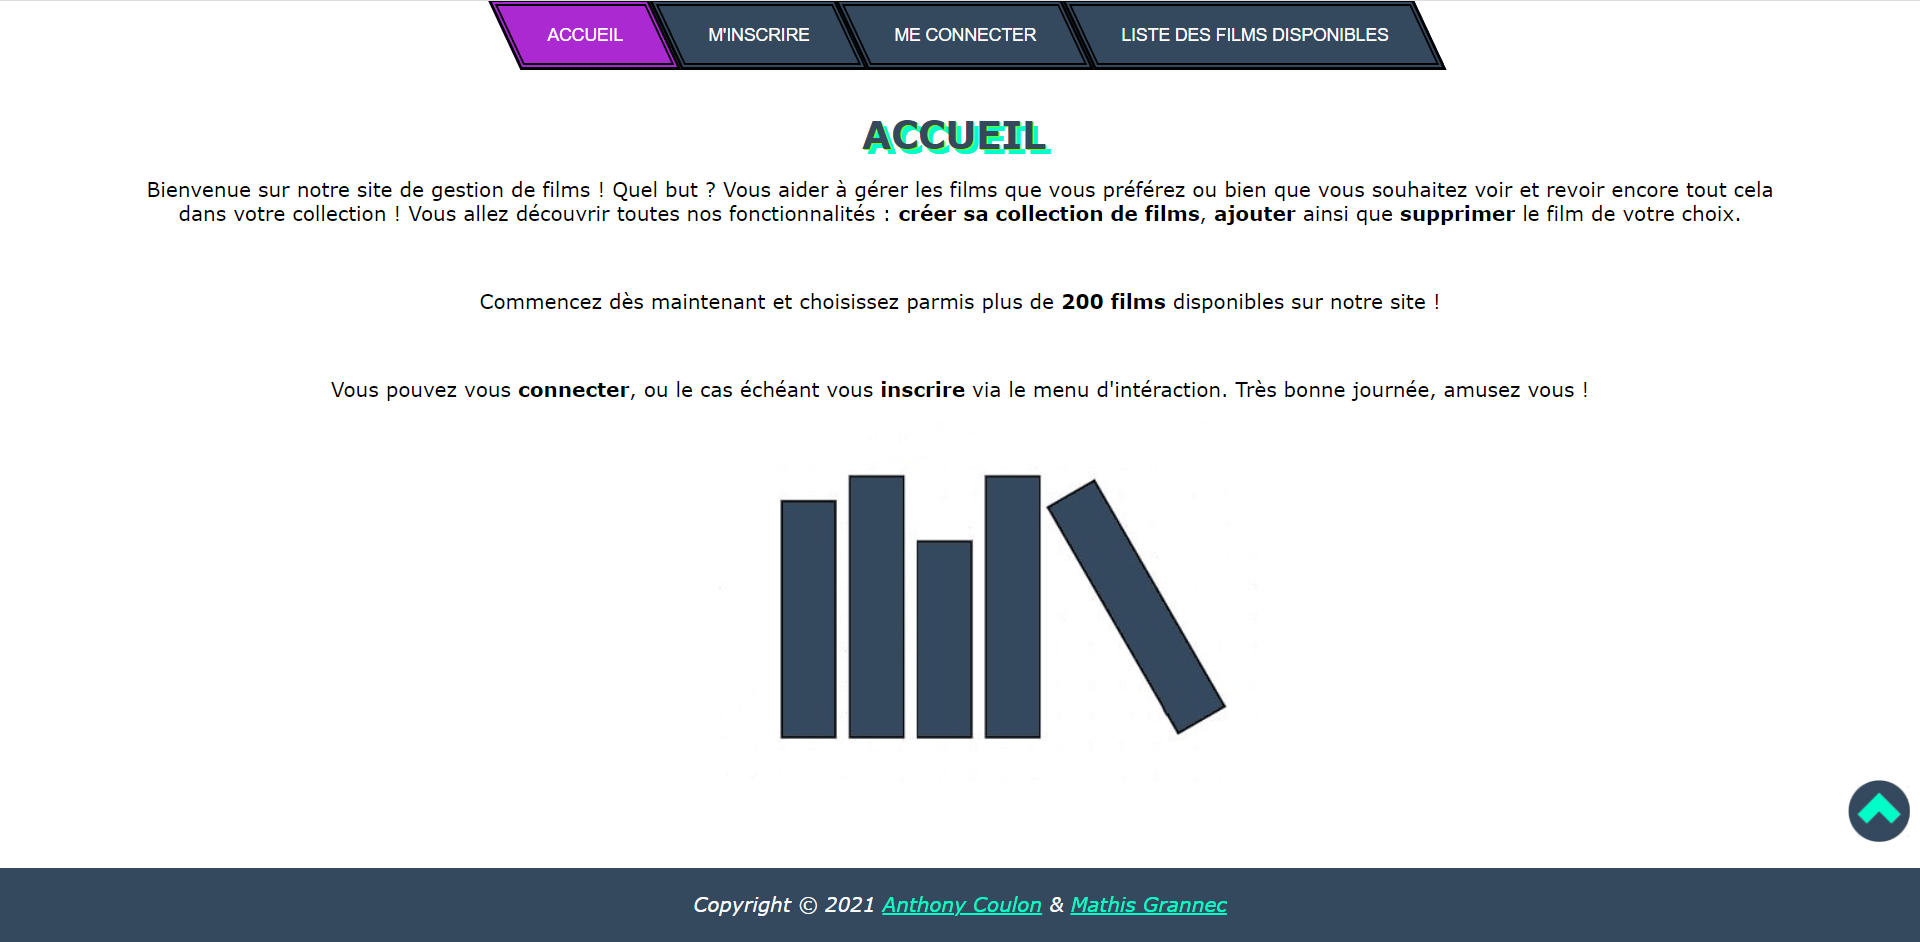 ACCUEIL M'INSCRIRE ME CONNECTER LISTE DES FILMS DISPONIBLES
ACCUEIL
Bienvenue sur notre site de gestion de films ! Quel but ? Vous aider à gérer les films que vous préférez ou bien que vous souhaitez voir et revoir encore tout cela
dans votre collection ! Vous allez découvrir toutes nos fonctionnalités : créer sa collection de films, ajouter ainsi que supprimer le film de votre choix.
Commencez dès maintenant et choisissez parmis plus de 200 films disponibles sur notre site !
Vous pouvez vous connecter, ou le cas échéant vous inscrire via le menu d'intéraction. Très bonne journée, amusez vous !
Copyright © 2021 Anthony Coulon & Mathis Grannec